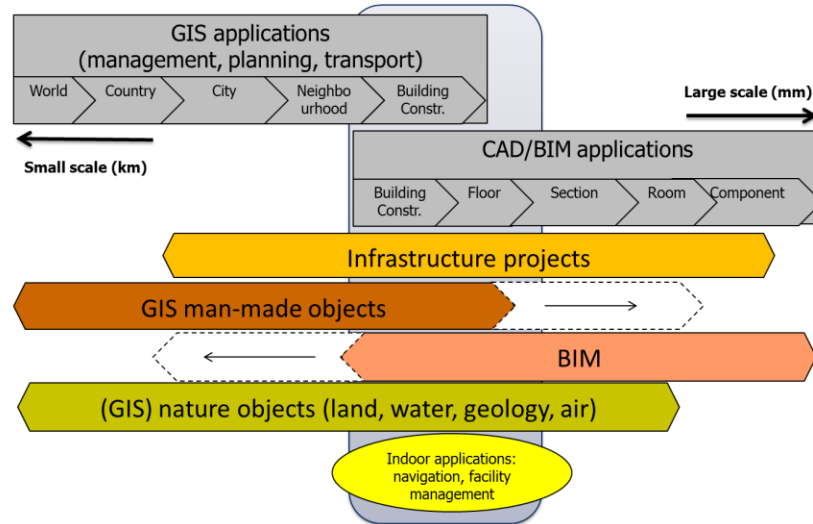 GIS applications
(management, planning, transport)
World
Country
City
Neighbo
urhood
Building
Constr.
Large scale (mm)
Small scale (km)
CAD/BIM applications
Building
Constr.
Floor
Section
Room
Component
Infrastructure projects
GIS man-made objects
BIM
(GIS) nature objects (land, water, geology, air)
Indoor applications:
navigation, facility
management